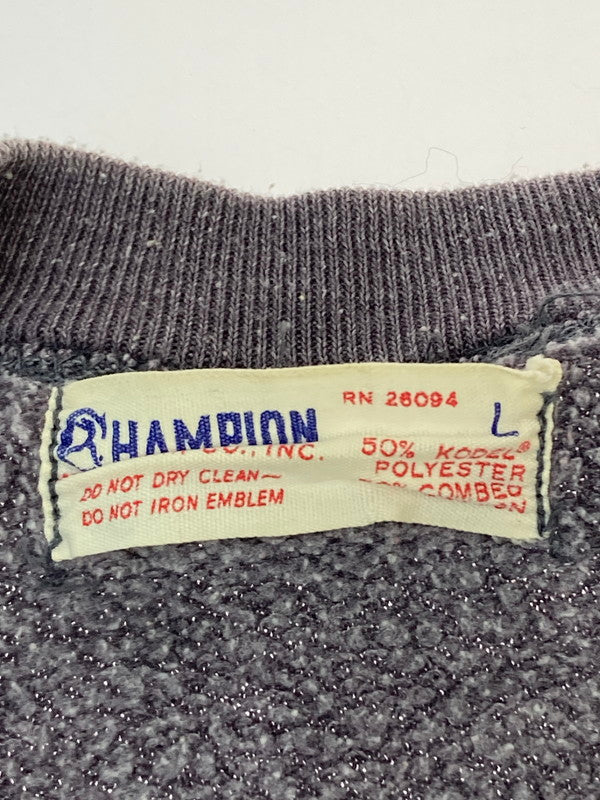 CHAMPION
INC.
DO NOT DRY CLEAN~
DO NOT IRON EMBLEM
RN 26094
L
50% KODEL®
POLYESTER
COMBED